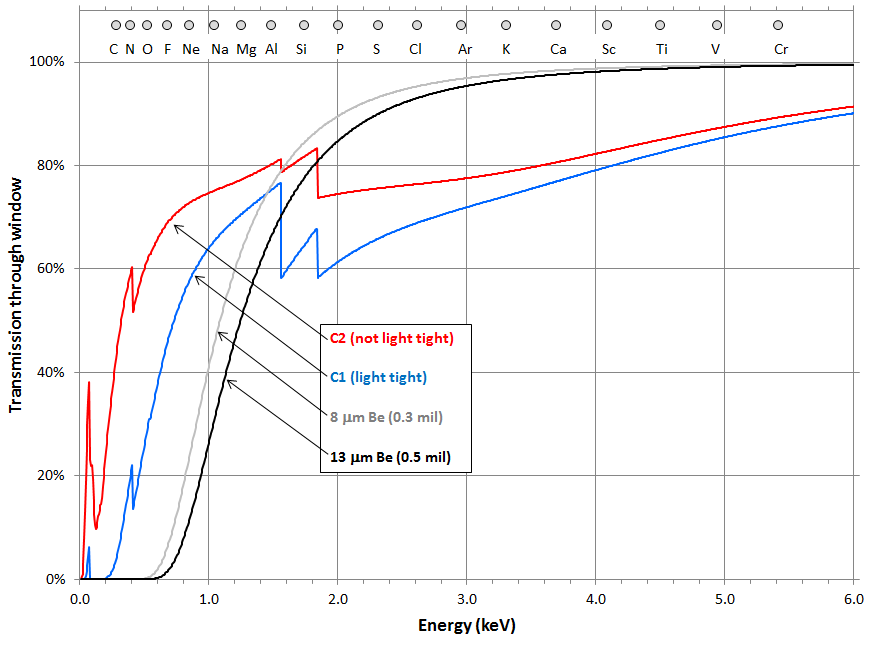 C N O F Ne Na Mg Al Si P S Cl Ar K Ca Sc Ti V Cr
100%
80%
60%
40%
20%
0%
Transmission through window
C2 (not light tight)
C1 (light tight)
8 µm Be (0.3 mil)
13 µm Be (0.5 mil)
0.0 1.0 2.0 3.0 4.0 5.0 6.0
Energy (keV)